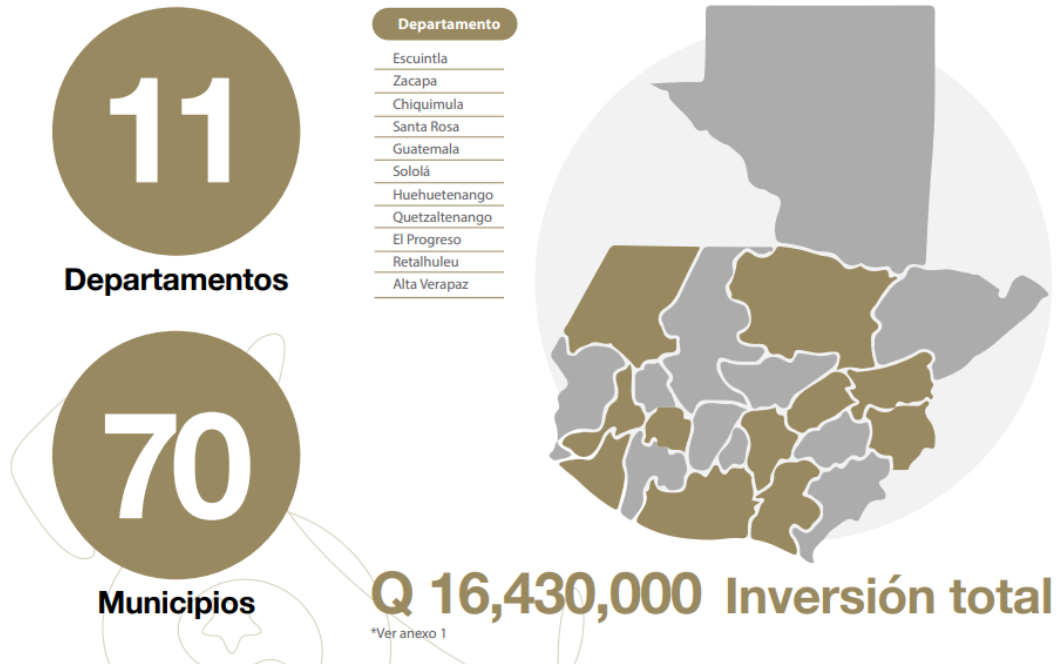 11
Departamentos
70
Municipios
Departamento
Escuintla
Zacapa
Chiquimula
Santa Rosa
Guatemala
Sololá
Huehuetenango
Quetzaltenango
El Progreso
Retalhuleu
Alta Verapaz
Q 16,430,000 Inversión total
*Ver anexo 1